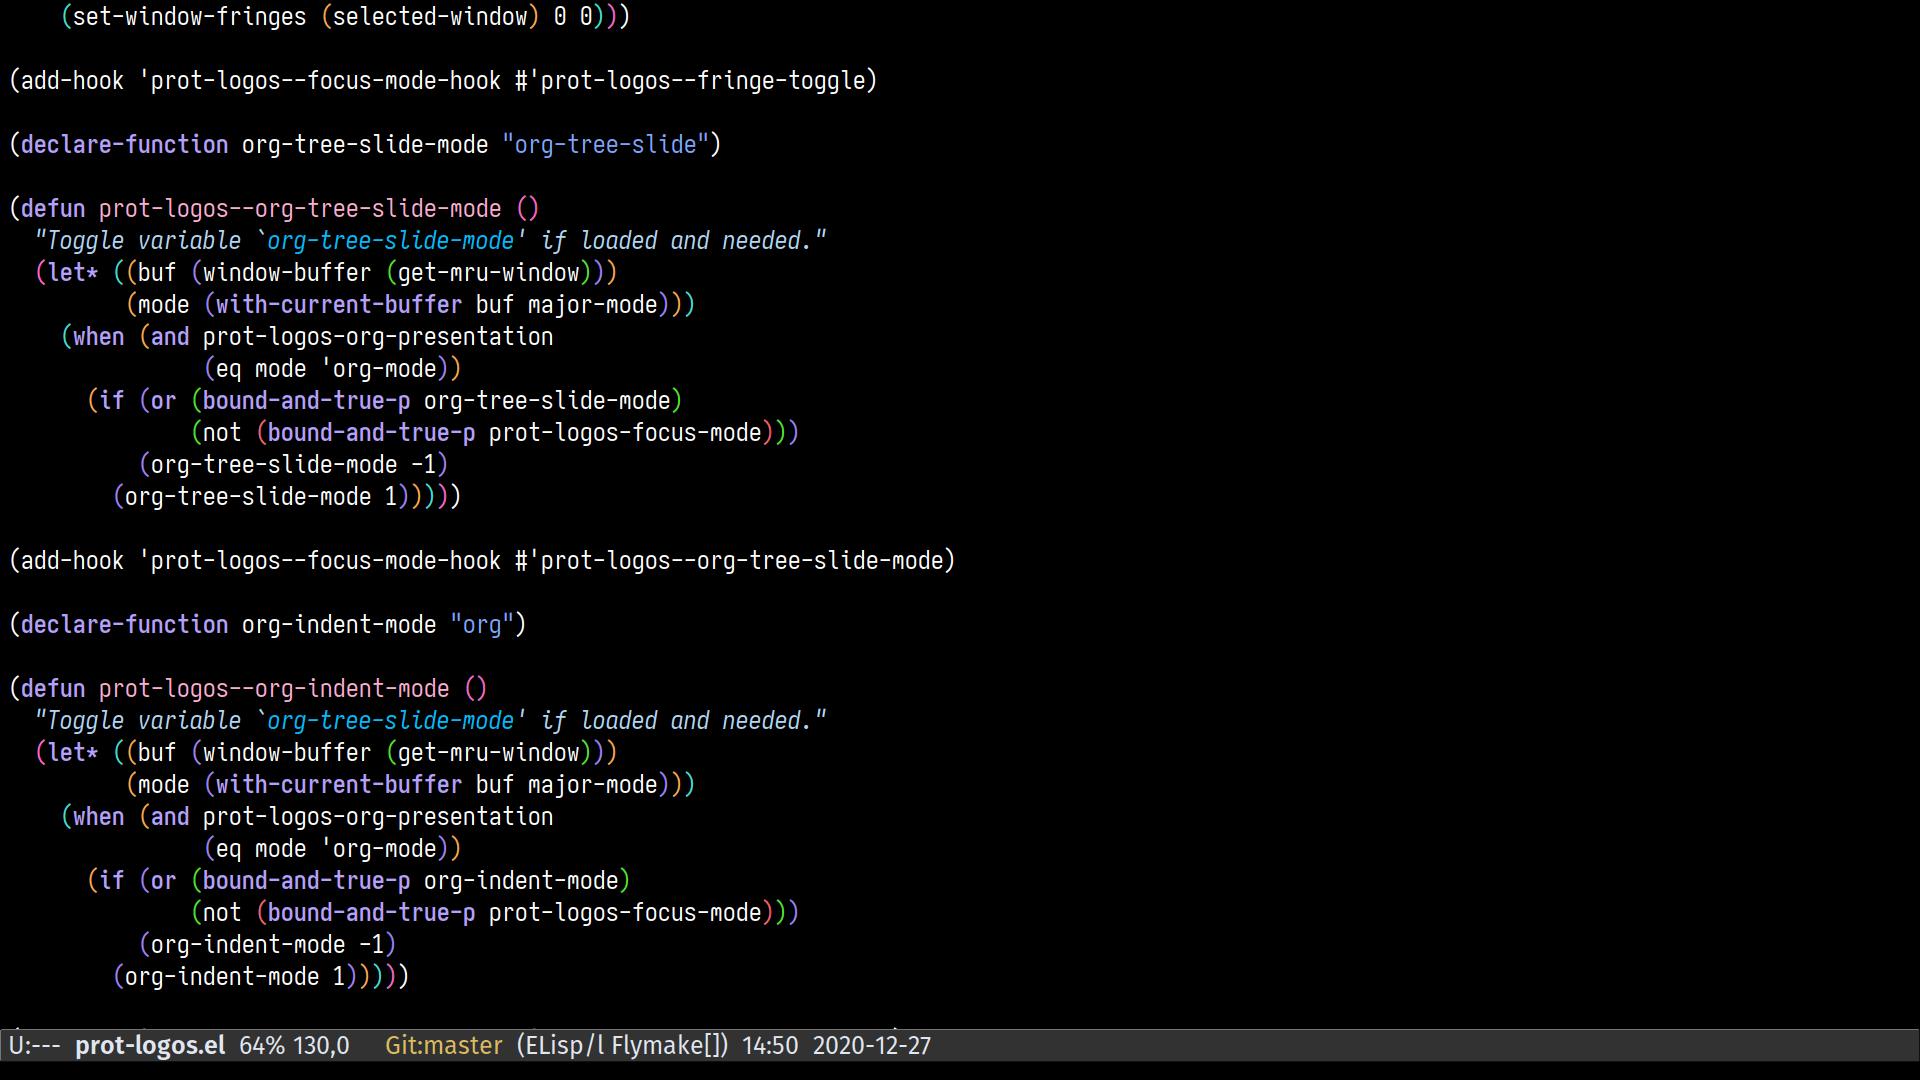 (set-window-fringes (selected-window) 0 0)))
(add-hook 'prot-logos--focus-mode-hook #'prot-logos--fringe-toggle)
(declare-function org-tree-slide-mode "org-tree-slide")
(defun prot-logos--org-tree-slide-mode ()
"Toggle variable `org-tree-slide-mode' if loaded and needed."
(let* ((buf (window-buffer (get-mru-window)))
(mode (with-current-buffer buf major-mode)))
(when (and prot-logos-org-presentation
(eq mode 'org-mode))
(if (or (bound-and-true-p org-tree-slide-mode)
(not (bound-and-true-p prot-logos-focus-mode)))
(org-tree-slide-mode -1)
(org-tree-slide-mode 1)))))
(add-hook 'prot-logos--focus-mode-hook #'prot-logos--org-tree-slide-mode)
(declare-function org-indent-mode "org")
(defun prot-logos--org-indent-mode ()
"Toggle variable `org-tree-slide-mode' if loaded and needed."
(let* ((buf (window-buffer (get-mru-window)))
(mode (with-current-buffer buf major-mode)))
(when (and prot-logos-org-presentation
(eq mode 'org-mode))
(if (or (bound-and-true-p org-indent-mode)
(not (bound-and-true-p prot-logos-focus-mode)))
(org-indent-mode -1)
(org-indent-mode 1)))))
U:--- prot-logos.el 64% 130,0 Git:master (ELisp/l Flymake[]) 14:50 2020-12-27